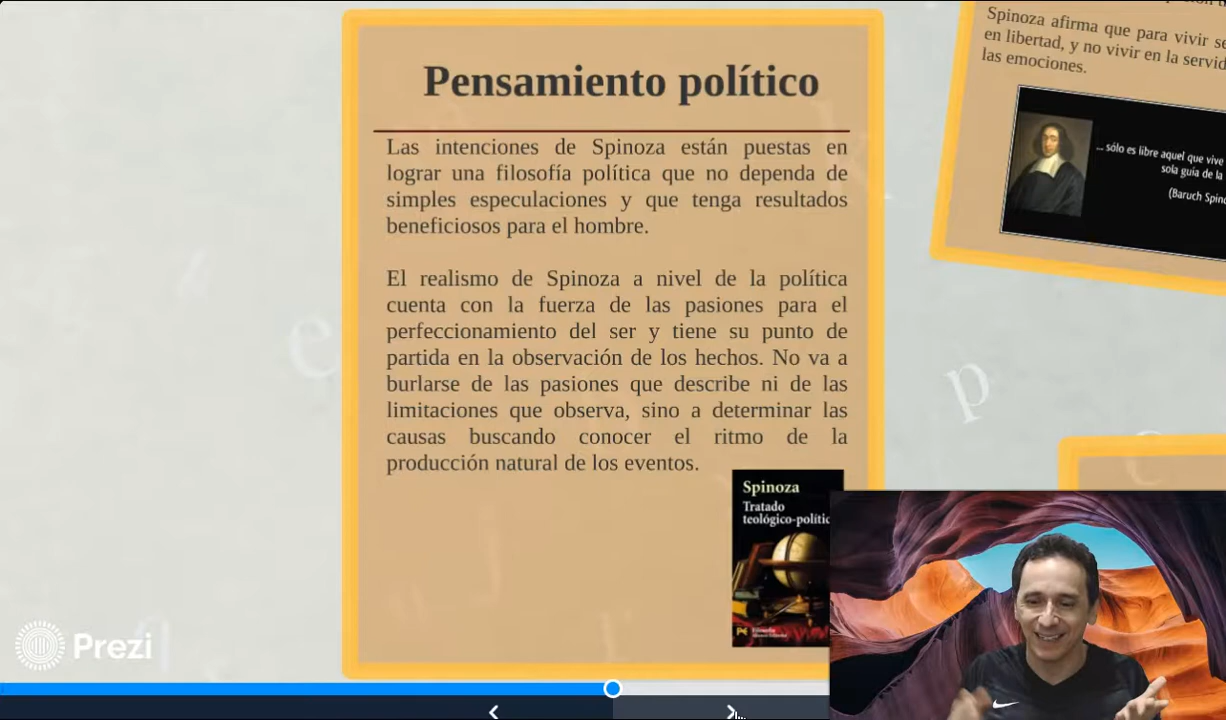 Pensamiento político
Las intenciones de Spinoza están puestas en
lograr una filosofía política que no dependa de
simples especulaciones y que tenga resultados
beneficiosos para el hombre.
El realismo de Spinoza a nivel de la política
cuenta con la fuerza de las pasiones para el
perfeccionamiento del ser y tiene su punto de
partida en la observación de los hechos. No va a
burlarse de las pasiones que describe ni de las
limitaciones que observa, sino a determinar las
causas buscando conocer el ritmo de la
producción natural de los eventos.
Spinoza
Tratado
teológico-polític
Spinoza afirma que para vivir se
en libertad, y no vivir en la servid
las emociones.
... sólo es libre aquel que vive
sola guía de la
(Baruch Spino
Prezi